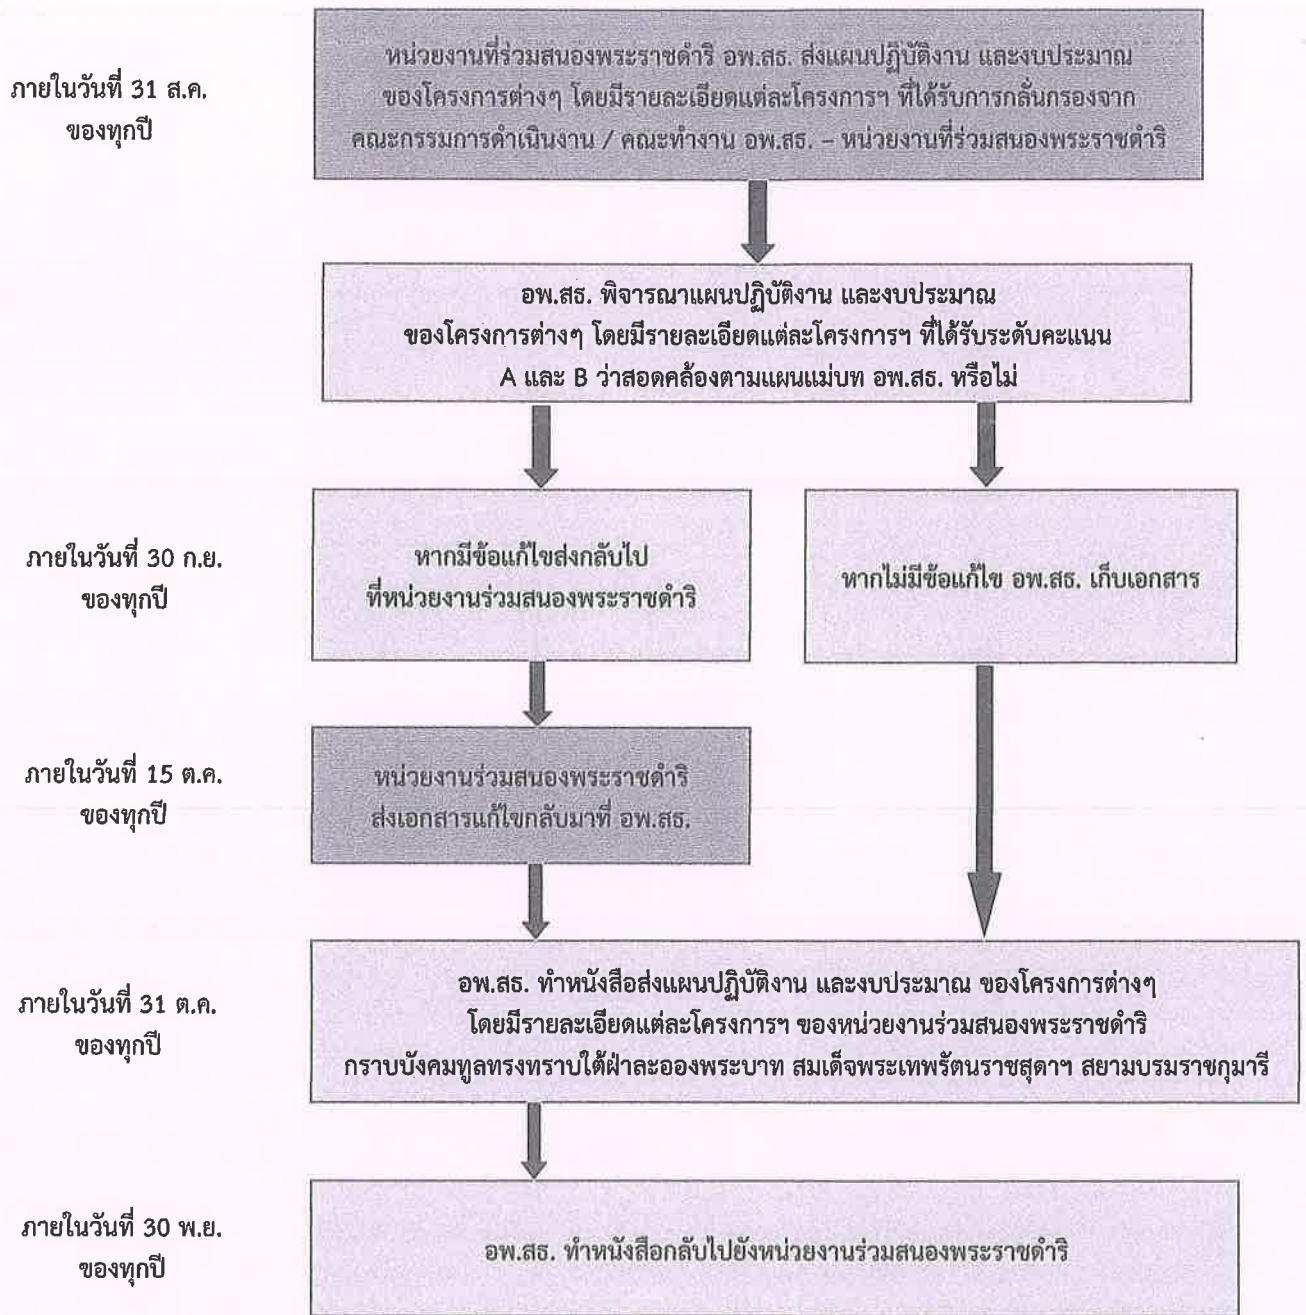 ภายในวันที่ 31 ส.ค.
ของทุกปี
หน่วยงานที่ร่วมสนองพระราชดำริ อพ.สธ. ส่งแผนปฏิบัติงาน และงบประมาณ
ของโครงการต่างๆ โดยมีรายละเอียดแต่ละโครงการฯ ที่ได้รับการกลั่นกรองจาก
คณะกรรมการดำเนินงาน / คณะทำงาน อพ.สธ. – หน่วยงานที่ร่วมสนองพระราชดำริ
อพ.สธ. พิจารณาแผนปฏิบัติงาน และงบประมาณ
ของโครงการต่างๆ โดยมีรายละเอียดแต่ละโครงการฯ ที่ได้รับระดับคะแนน
A และ B ว่าสอดคล้องตามแผนแม่บท อพ.สธ. หรือไม่
ภายในวันที่ 30 ก.ย.
ของทุกปี
หากมีข้อแก้ไขส่งกลับไป
ที่หน่วยงานร่วมสนองพระราชดำริ
หากไม่มีข้อแก้ไข อพ.สธ. เก็บเอกสาร
ภายในวันที่ 15 ต.ค.
ของทุกปี
หน่วยงานร่วมสนองพระราชดำริ
ส่งเอกสารแก้ไขกลับมาที่ อพ.สธ.
ภายในวันที่ 31 ต.ค.
ของทุกปี
อพ.สธ. ทำหนังสือส่งแผนปฏิบัติงาน และงบประมาณ ของโครงการต่างๆ
โดยมีรายละเอียดแต่ละโครงการฯ ของหน่วยงานร่วมสนองพระราชดำริ
กราบบังคมทูลทรงทราบใต้ฝ่าละอองพระบาท สมเด็จพระเทพรัตนราชสุดาฯ สยามบรมราชกุมารี
ภายในวันที่ 30 พ.ย.
ของทุกปี
อพ.สธ. ทำหนังสือกลับไปยังหน่วยงานร่วมสนองพระราชดำริ